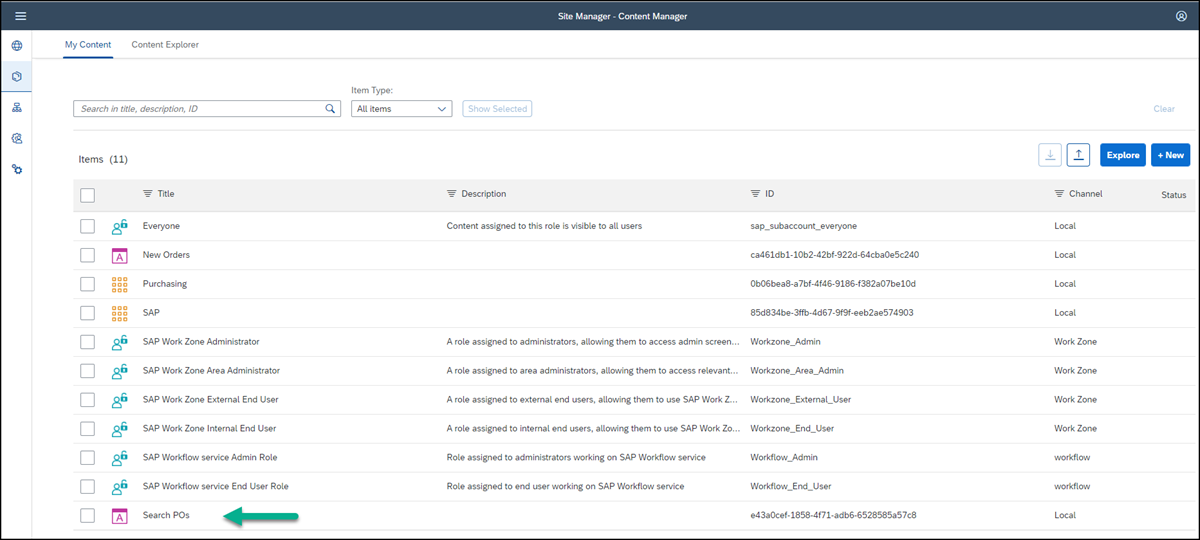 Site Manager - Content Manager
My Content Content Explorer
Item Type:
Search in title, description, ID All items Show Selected Clear
Items (11) Explore + New
Title Description ID Channel Status
Everyone Content assigned to this role is visible to all users sap_subaccount_everyone Local
A New Orders ca461db1-10b2-42bf-922d-64cba0e5c240 Local
Purchasing 0b06bea8-a7bf-4f46-9186-f382a07be10d Local
SAP 85d834be-3ffb-4d67-9f9f-eeb2ae574903 Local
SAP Work Zone Administrator A role assigned to administrators, allowing them to access admin screen... Workzone_Admin Work Zone
SAP Work Zone Area Administrator A role assigned to area administrators, allowing them to access relevant... Workzone_Area_Admin Work Zone
SAP Work Zone External End User A role assigned to external end users, allowing them to use SAP Work Z... Workzone_External_User Work Zone
SAP Work Zone Internal End User A role assigned to internal end users, allowing them to use SAP Work Zo... Workzone_End_User Work Zone
SAP Workflow service Admin Role Role assigned to administrators working on SAP Workflow service Workflow_Admin workflow
SAP Workflow service End User Role Role assigned to end user working on SAP Workflow service Workflow_End_User workflow
A Search POs e43a0cef-1858-4f71-adb6-6528585a57c8 Local